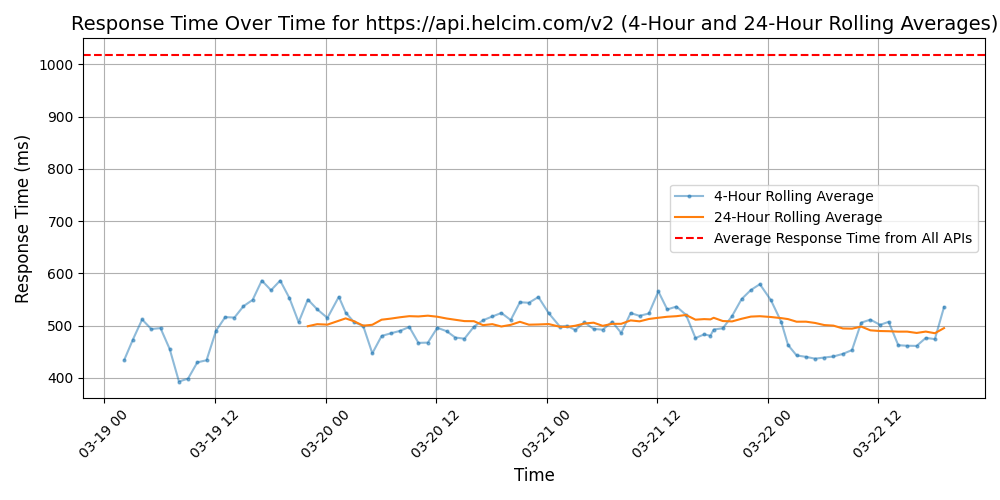 Response Time Over Time for https://api.helcim.com/v2 (4-Hour and 24-Hour Rolling Averages)
Response Time (ms)
1000
900
800
700
600
500
400
4-Hour Rolling Average
24-Hour Rolling Average
Average Response Time from All APIs
03-19 00
03-19 12
03-20 00
03-20 12
03-21 00
03-21 12
03-22 00
03-22 12
Time